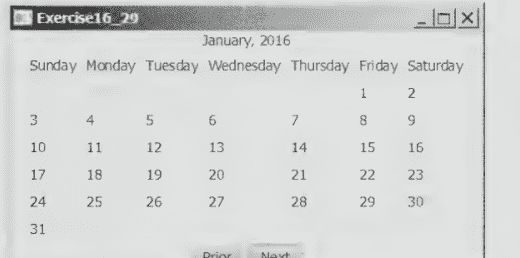 Exercise16_29
January, 2016
Sunday Monday Tuesday Wednesday Thursday Friday Saturday
1 2
3 4 5 6 7 8 9
10 11 12 13 14 15 16
17 18 19 20 21 22 23
24 25 26 27 28 29 30
31
Prior Next